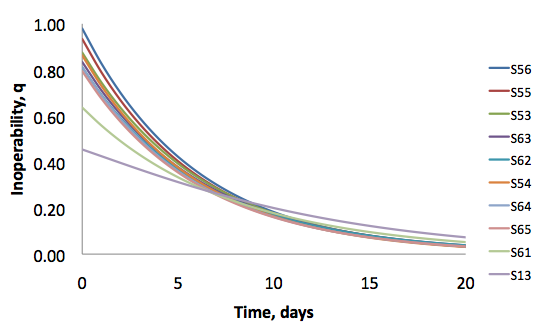 Inoperability, q
1.00
0.80
0.60
0.40
0.20
0.00
0 5 10 15 20
Time, days
S56
S55
S53
S63
S62
S54
S64
S65
S61
S13